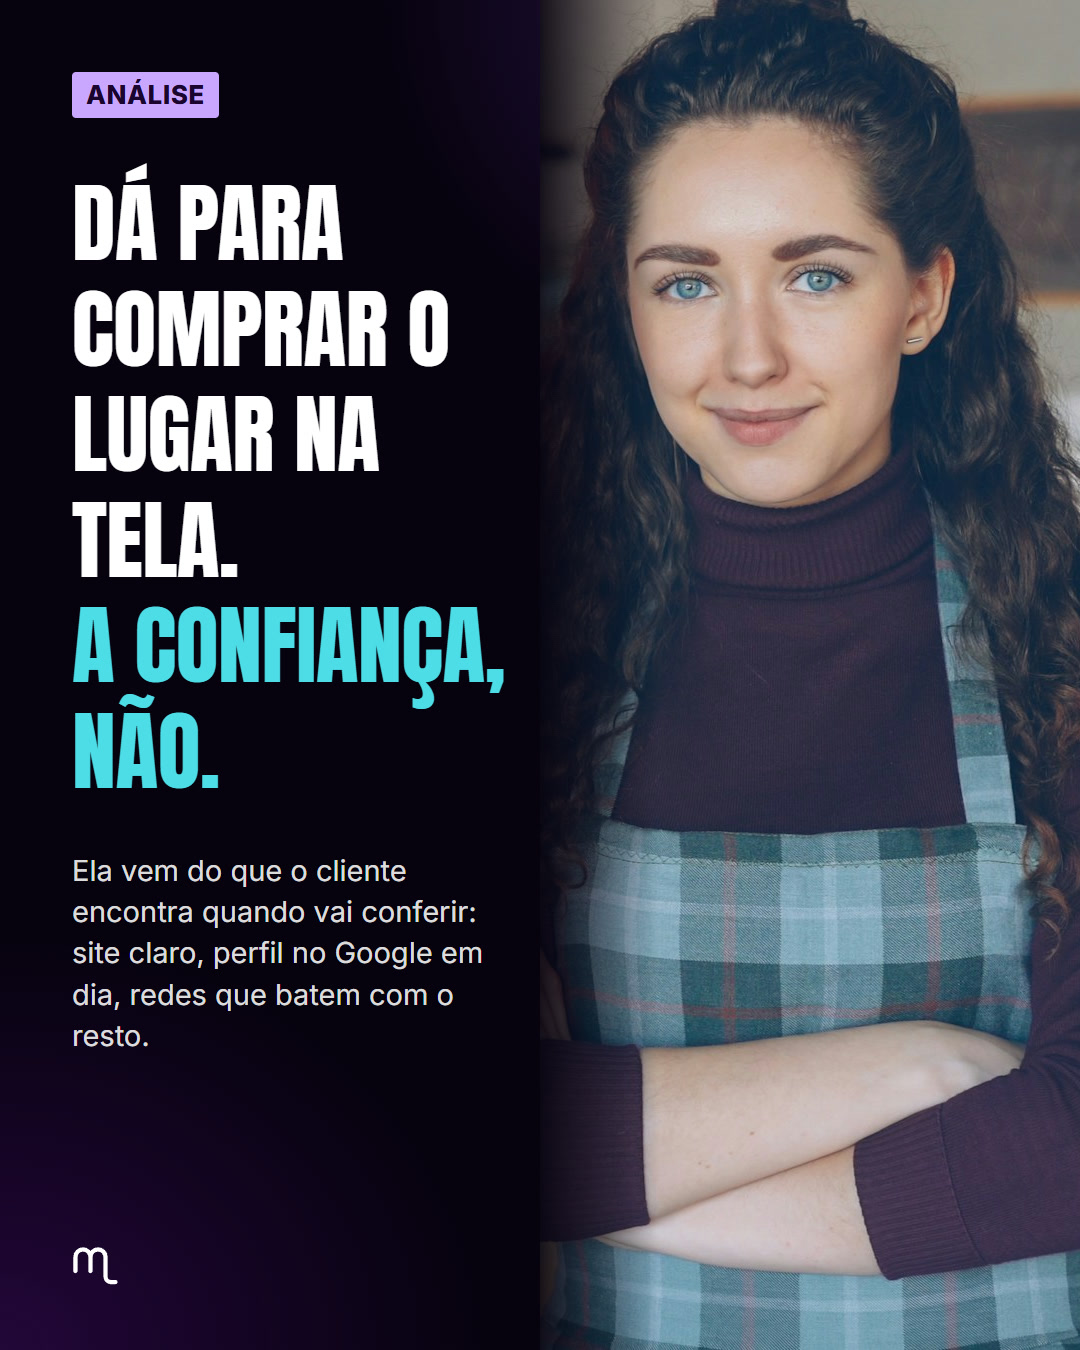 ANÁLISE
DÁ PARA
COMPRAR O
LUGAR NA
TELA.
A CONFIANÇA,
NÃO.
Ela vem do que o cliente
encontra quando vai conferir:
site claro, perfil no Google em
dia, redes que batem com o
resto.